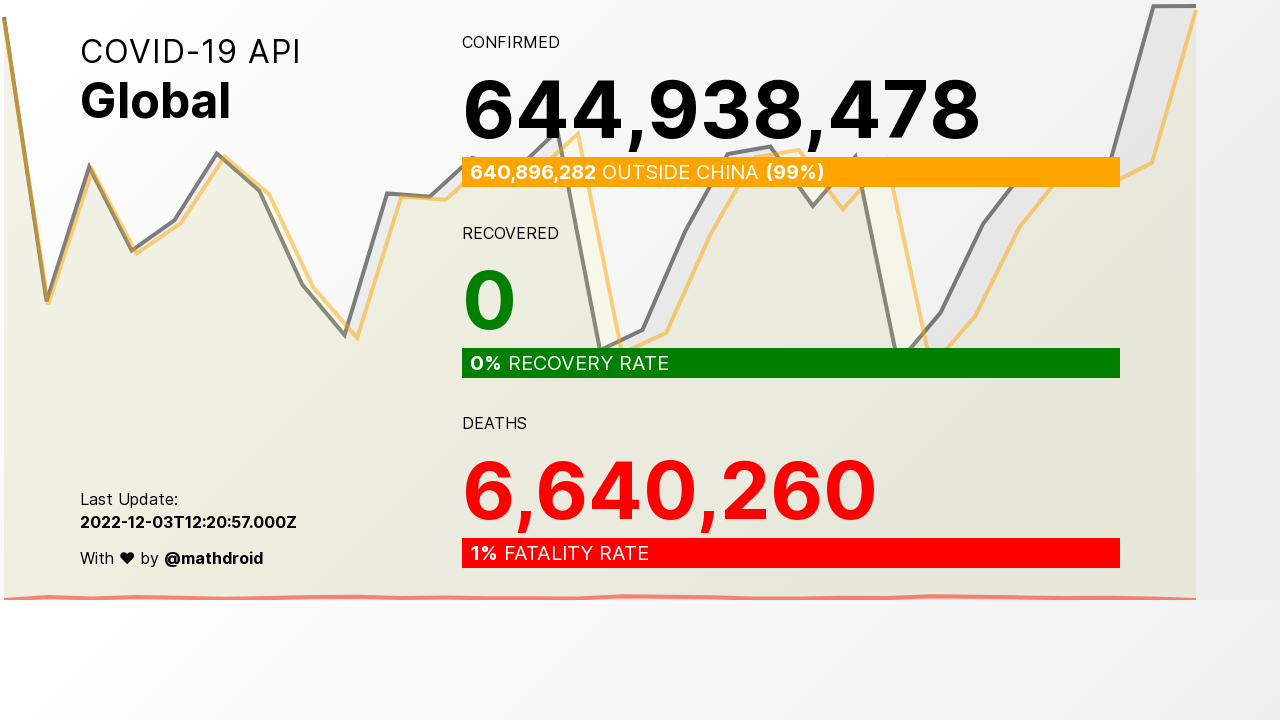 COVID-19 API
Global
CONFIRMED
644,938,478
640,896,282 OUTSIDE CHINA (99%)
RECOVERED
0
0% RECOVERY RATE
DEATHS
6,640,260
1% FATALITY RATE
Last Update:
2022-12-03T12:20:57.000Z
With ♥ by @mathdroid